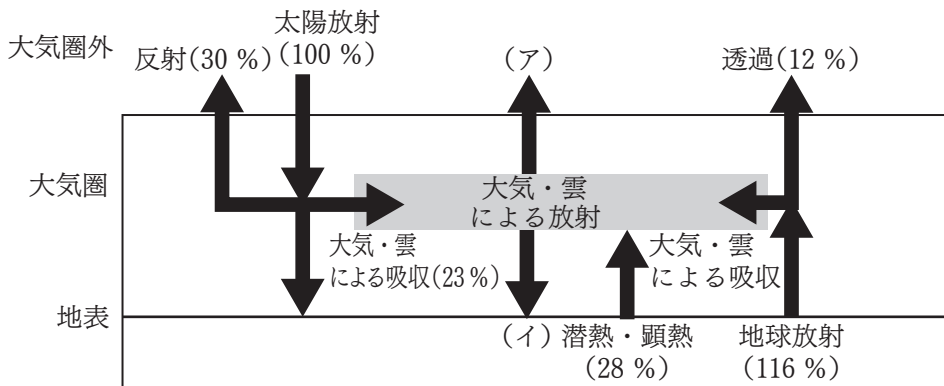 大気圏外
反射(30 %)
太陽放射
(100 %)
(ア)
透過(12 %)
大気圏
大気・雲
による放射
大気・雲
による吸収(23 %)
大気・雲
による吸収
地表
(イ)
潜熱・顕熱
(28 %)
地球放射
(116 %)